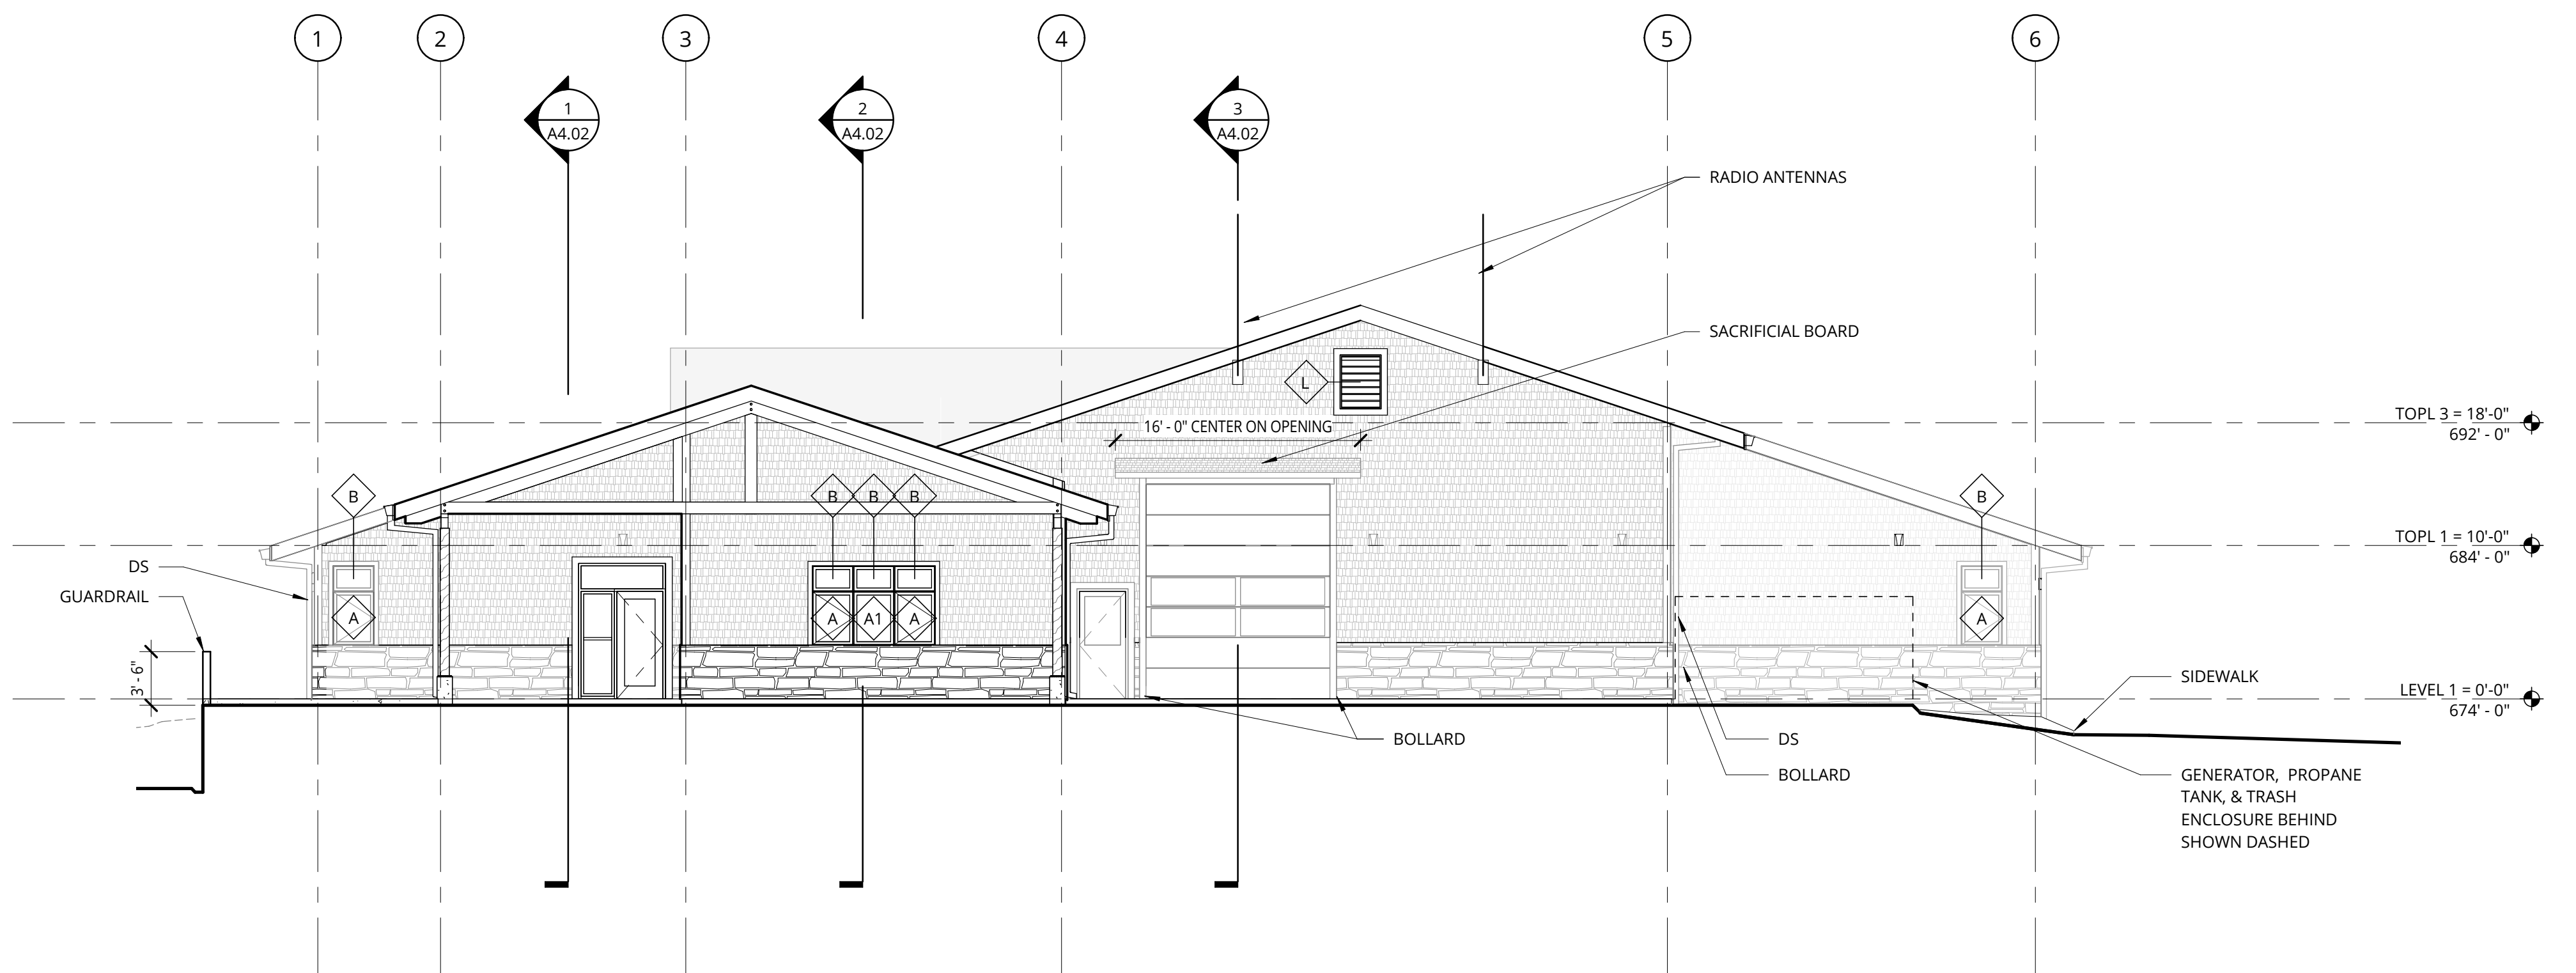 1
2
3
4
5
6
1
A4.02
2
A4.02
3
A4.02
RADIO ANTENNAS
SACRIFICIAL BOARD
L
TOPL 3 = 18'-0"
692' - 0"
16' - 0" CENTER ON OPENING
B
B
B
B
B
TOPL 1 = 10'-0"
684' - 0"
DS
GUARDRAIL
A
A
A1
A
A
3' - 6"
SIDEWALK
LEVEL 1 = 0'-0"
674' - 0"
BOLLARD
DS
BOLLARD
GENERATOR, PROPANE
TANK, & TRASH
ENCLOSURE BEHIND
SHOWN DASHED